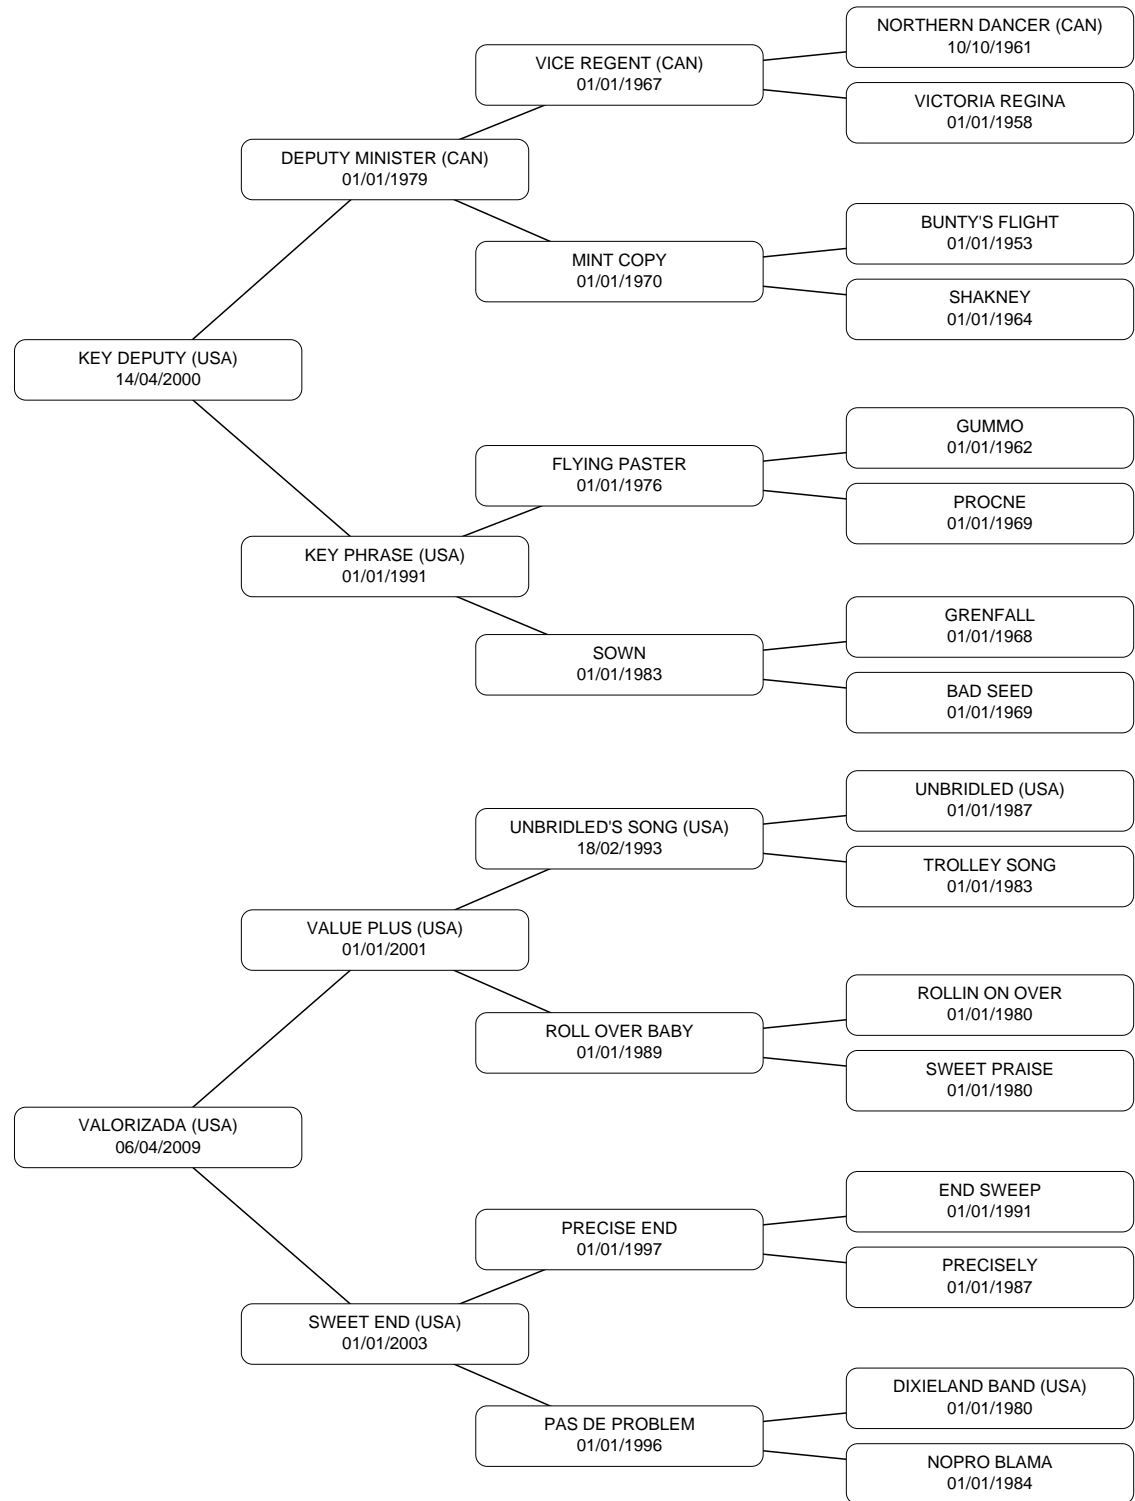 NORTHERN DANCER (CAN)
10/10/1961
VICE REGENT (CAN)
01/01/1967
VICTORIA REGINA
01/01/1958
DEPUTY MINISTER (CAN)
01/01/1979
BUNTY'S FLIGHT
01/01/1953
MINT COPY
01/01/1970
SHAKNEY
01/01/1964
KEY DEPUTY (USA)
14/04/2000
GUMMO
01/01/1962
FLYING PASTER
01/01/1976
PROCNE
01/01/1969
KEY PHRASE (USA)
01/01/1991
GRENFALL
01/01/1968
SOWN
01/01/1983
BAD SEED
01/01/1969
UNBRIDLED (USA)
01/01/1987
UNBRIDLED'S SONG (USA)
18/02/1993
TROLLEY SONG
01/01/1983
VALUE PLUS (USA)
01/01/2001
ROLLIN ON OVER
01/01/1980
ROLL OVER BABY
01/01/1989
SWEET PRAISE
01/01/1980
VALORIZADA (USA)
06/04/2009
END SWEEP
01/01/1991
PRECISE END
01/01/1997
PRECISELY
01/01/1987
SWEET END (USA)
01/01/2003
DIXIELAND BAND (USA)
01/01/1980
PAS DE PROBLEM
01/01/1996
NOPRO BLAMA
01/01/1984